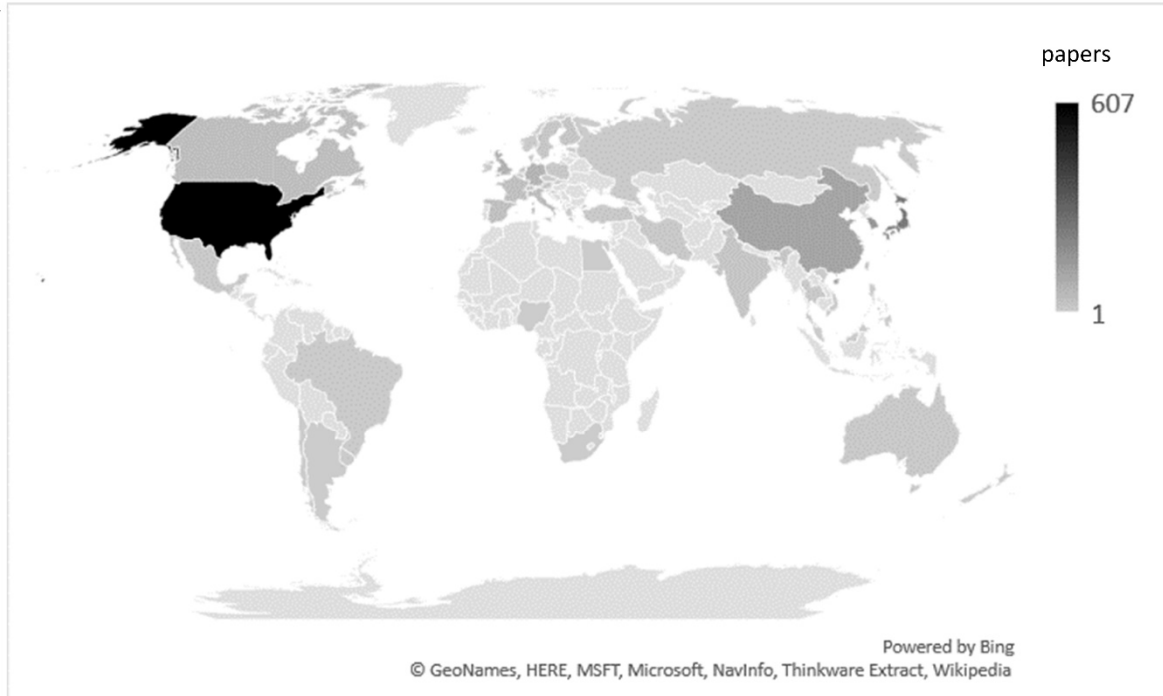 papers
607
1
Powered by Bing
© GeoNames, HERE, MSFT, Microsoft, NavInfo, Thinkware Extract, Wikipedia